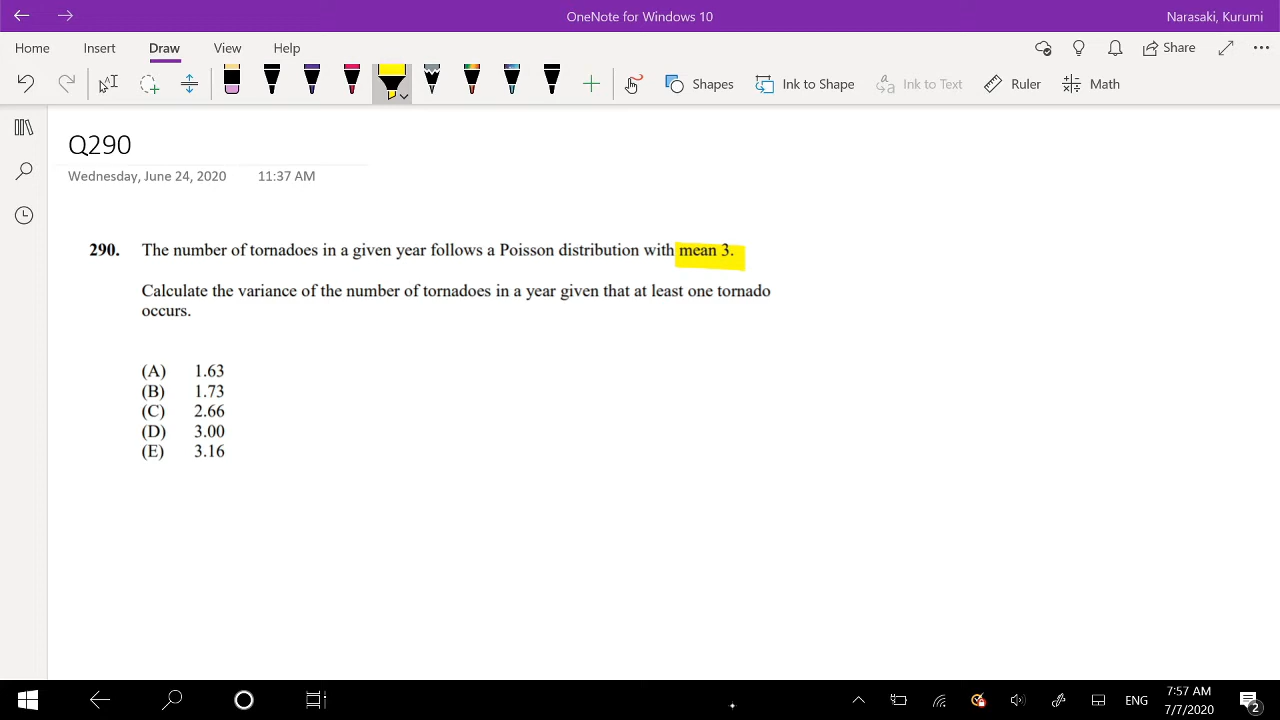 OneNote for Windows 10
Narasaki, Kurumi
Home Insert Draw View Help
Share
Shapes Ink to Shape Ink to Text Ruler Math
Q290
Wednesday, June 24, 2020 11:37 AM
290. The number of tornadoes in a given year follows a Poisson distribution with mean 3.
Calculate the variance of the number of tornadoes in a year given that at least one tornado
occurs.
(A) 1.63
(B) 1.73
(C) 2.66
(D) 3.00
(E) 3.16
ENG
7:57 AM
7/7/2020
2